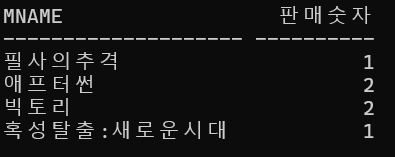 MNAME 판매숫자
-------------------- ----------
필사의추격 1
애프터썬 2
빅토리 2
혹성탈출:새로운시대 1